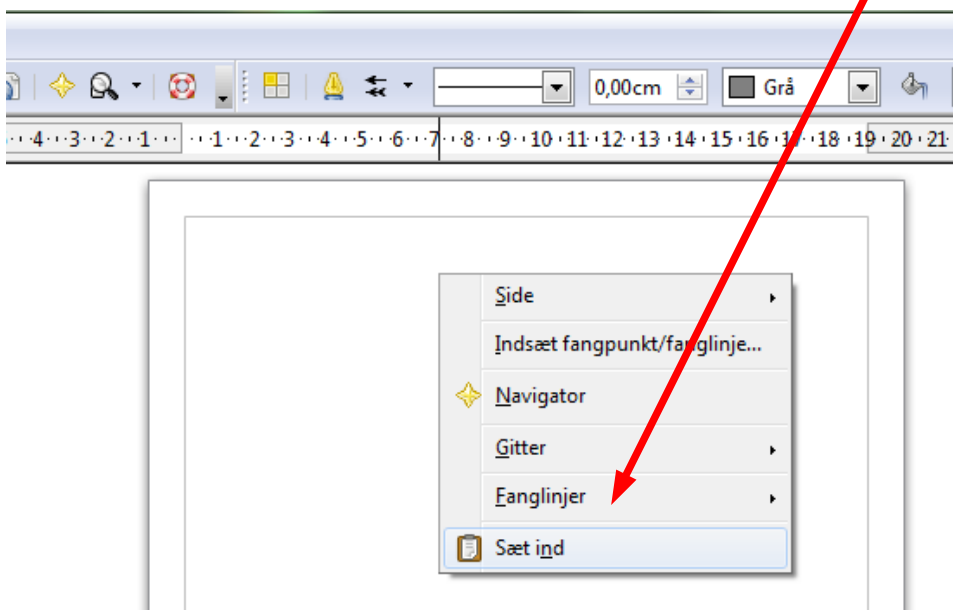 0,00cm
Grå
4 3 2 1 1 2 3 4 5 6 7 8 9 10 11 12 13 14 15 16 17 18 19 20 21
Side
Indsæt fangpunkt/fanglinje...
Navigator
Gitter
Fanglinjer
Sæt ind